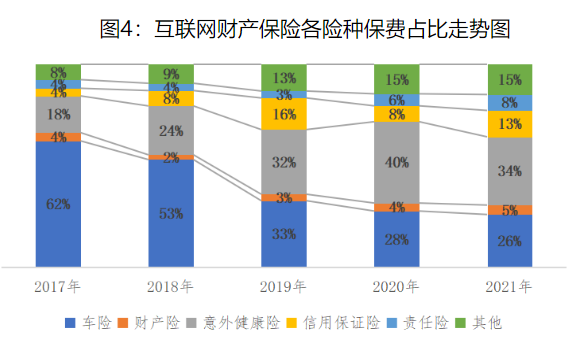 图4：互联网财产保险各险种保费占比走势图
8% 9% 13% 15% 15%
4% 4% 3% 6% 8%
4% 8% 16% 8% 13%
18% 24% 32% 40% 34%
4% 2% 3% 4% 5%
62% 53% 33% 28% 26%
2017年 2018年 2019年 2020年 2021年
车险 财产险 意外健康险 信用保证险 责任险 其他